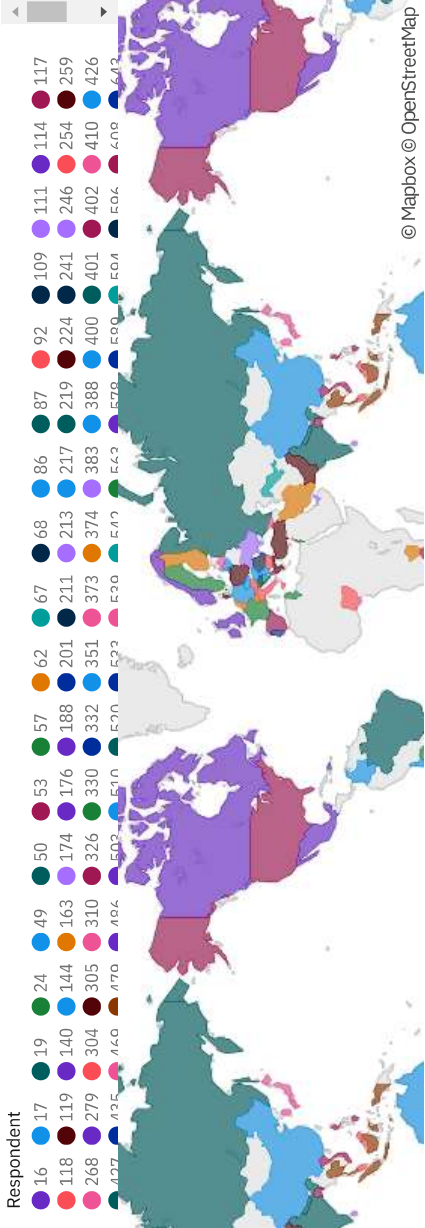 Respondent
16 17 19 24 49 50 53 57 62 67 68 86 87 92 109 111 114 117
118 119 140 144 163 174 176 188 201 211 213 217 219 224 241 246 254 259
268 279 304 305 310 326 330 332 351 373 374 383 388 400 401 402 410 426
© Mapbox © OpenStreetMap